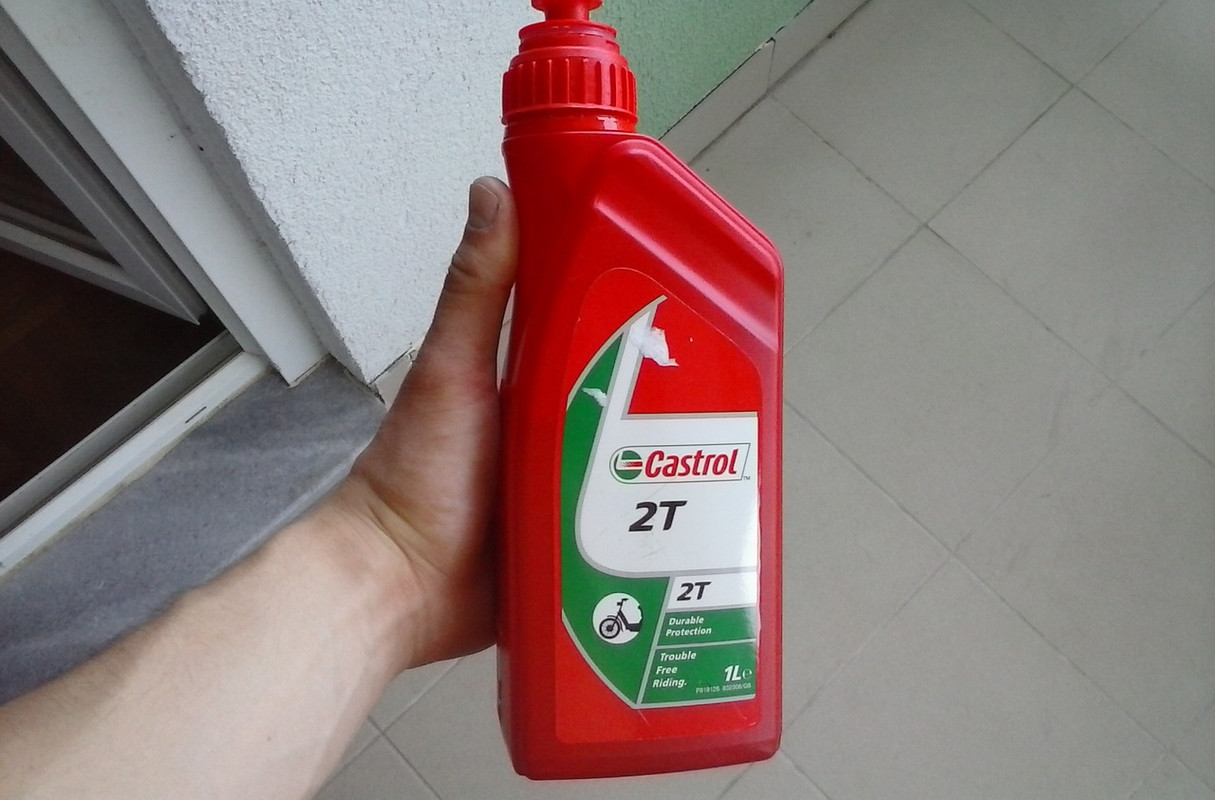 Castrol
2T
2T
Durable
Protection
Trouble
Free
Riding.
1L℮